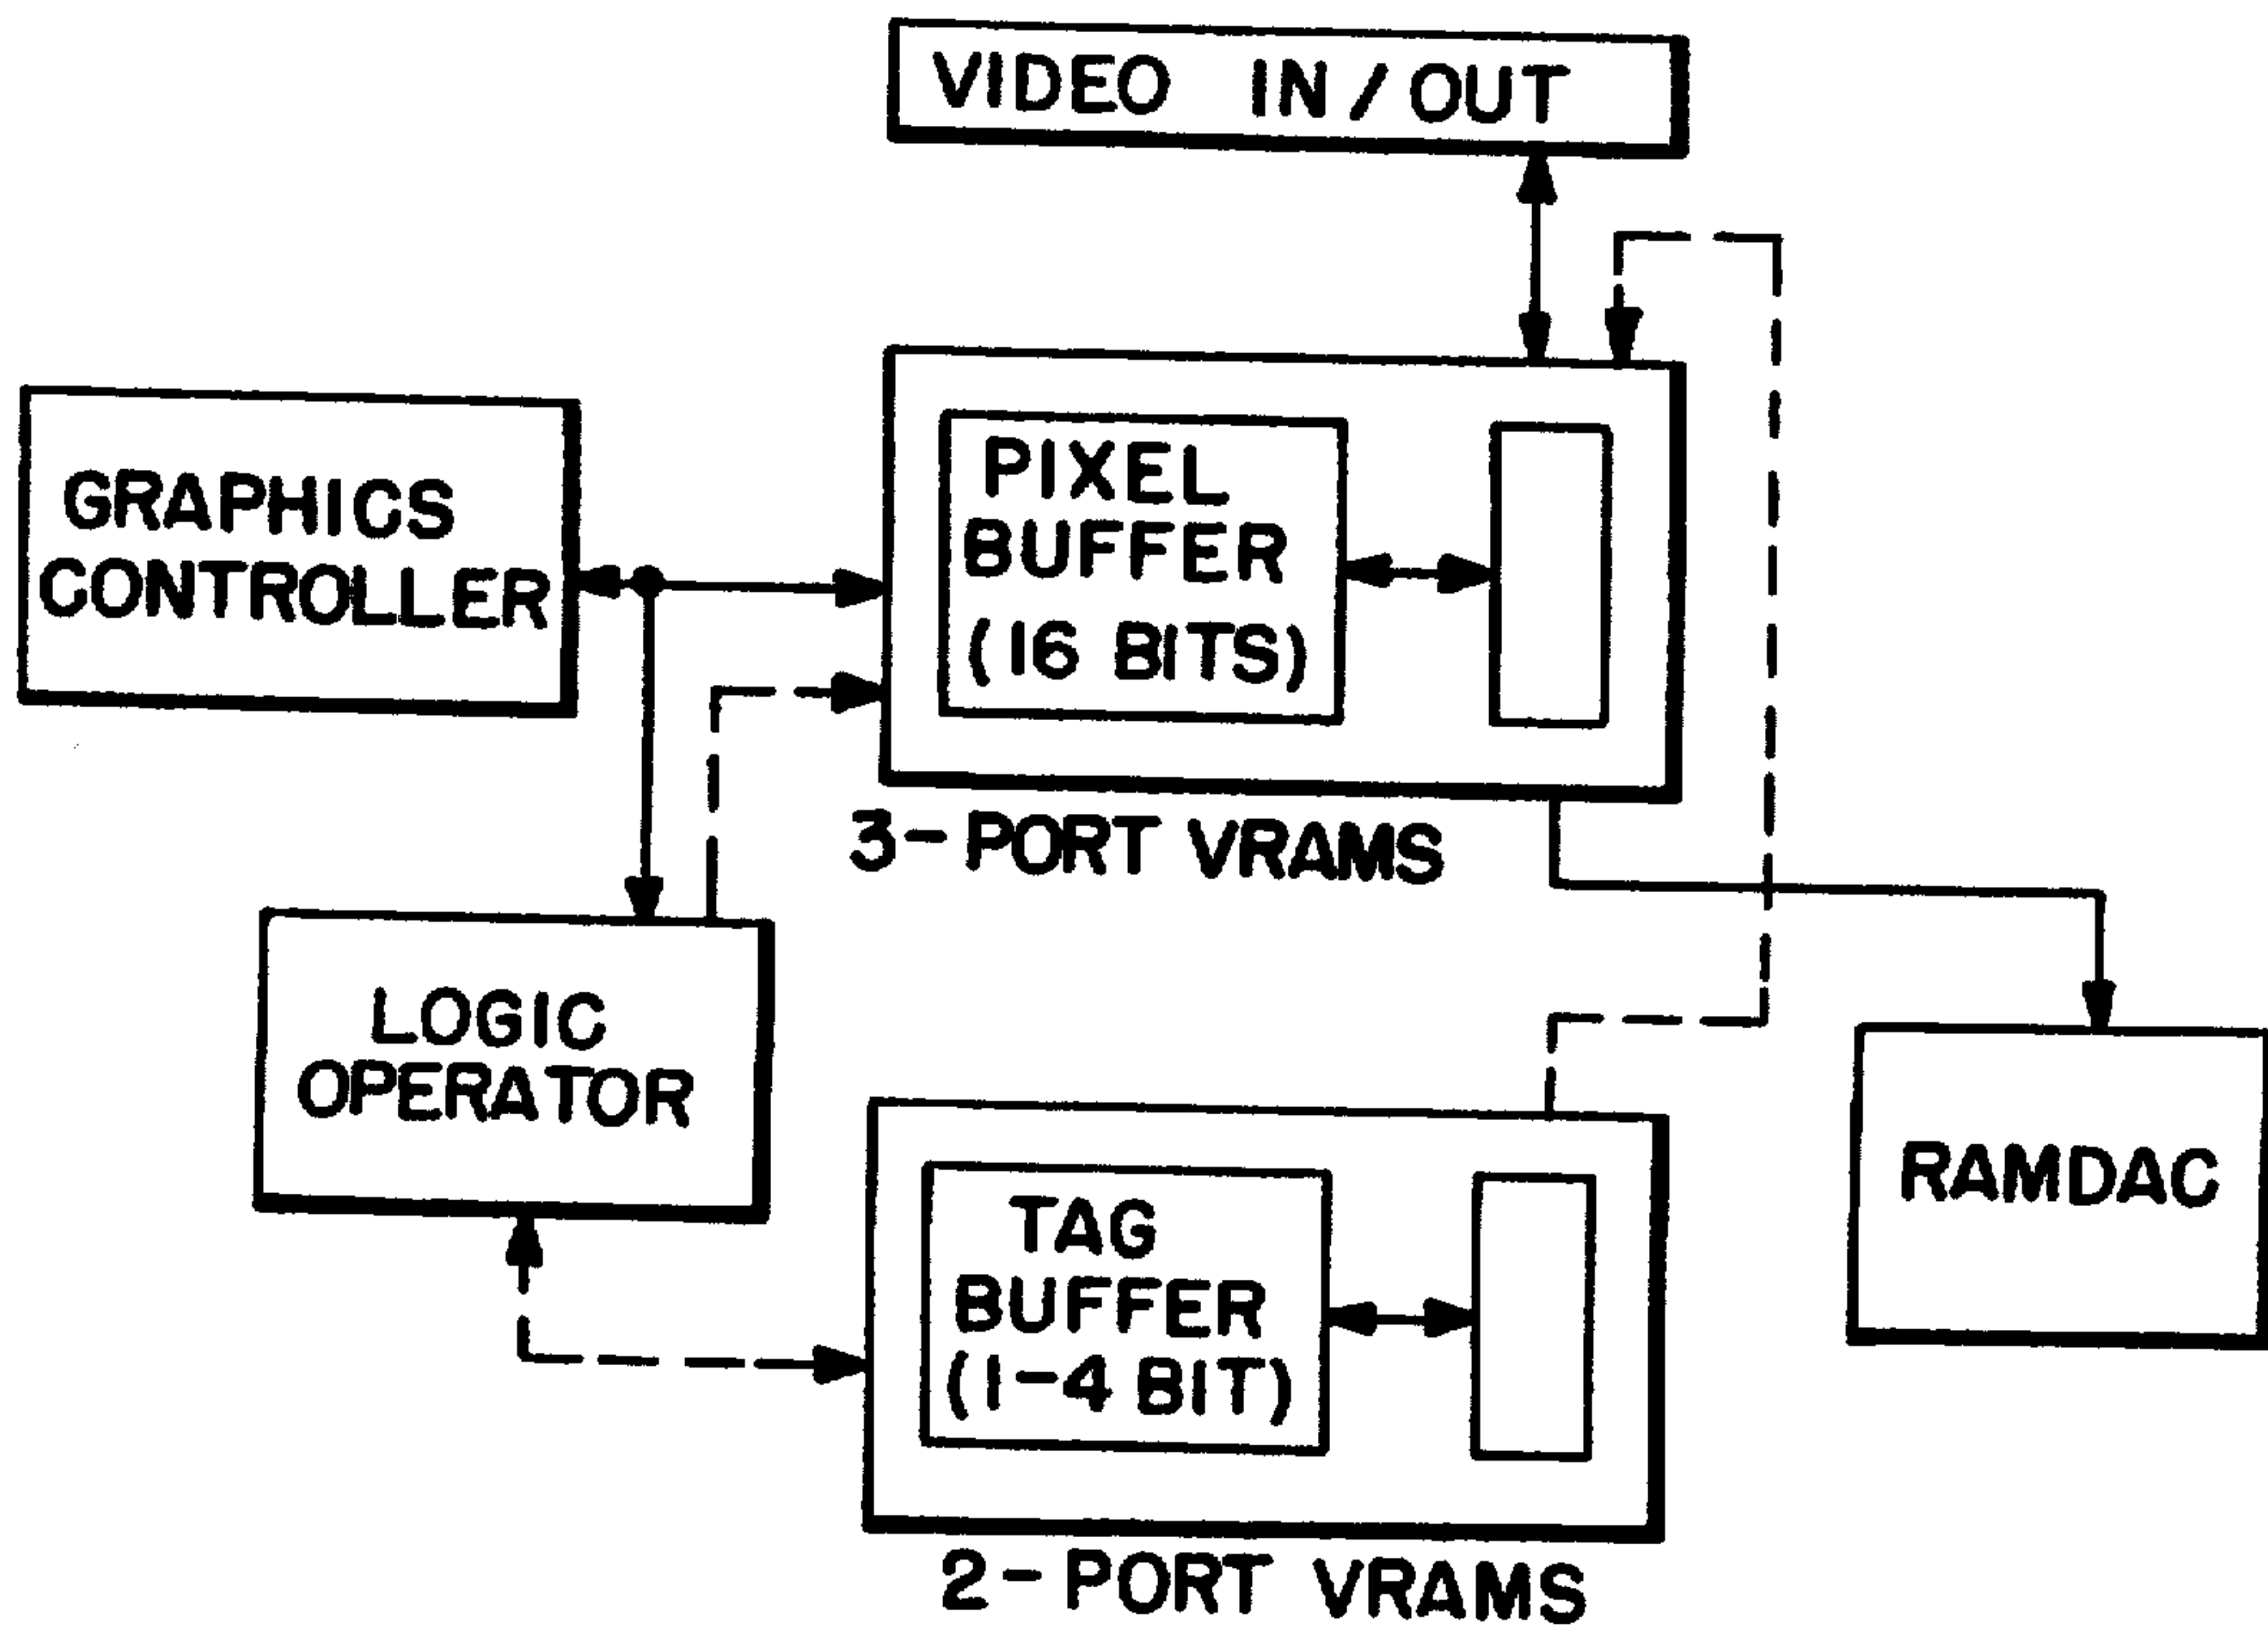 VIDEO IN/OUT
GRAPHICS
CONTROLLER
PIXEL
BUFFER
(16 BITS)
3-PORT VRAMS
LOGIC
OPERATOR
TAG
BUFFER
(1-4 BIT)
RAMDAC
2-PORT VRAMS